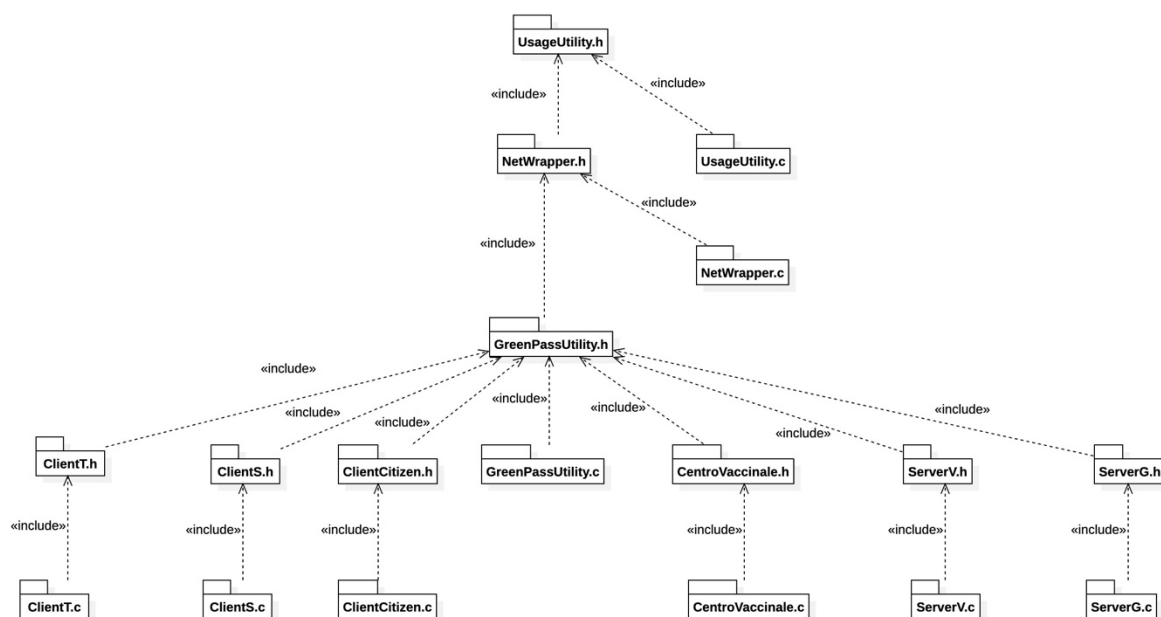 UsageUtility.h
«include»
«include»
NetWrapper.h
UsageUtility.c
«include»
«include»
NetWrapper.c
GreenPassUtility.h
«include»
«include»
«include»
«include»
«include»
«include»
«include»
ClientT.h
ClientS.h
ClientCitizen.h
GreenPassUtility.c
CentroVaccinale.h
ServerV.h
ServerG.h
«include»
«include»
«include»
«include»
«include»
«include»
ClientT.c
ClientS.c
ClientCitizen.c
CentroVaccinale.c
ServerV.c
ServerG.c